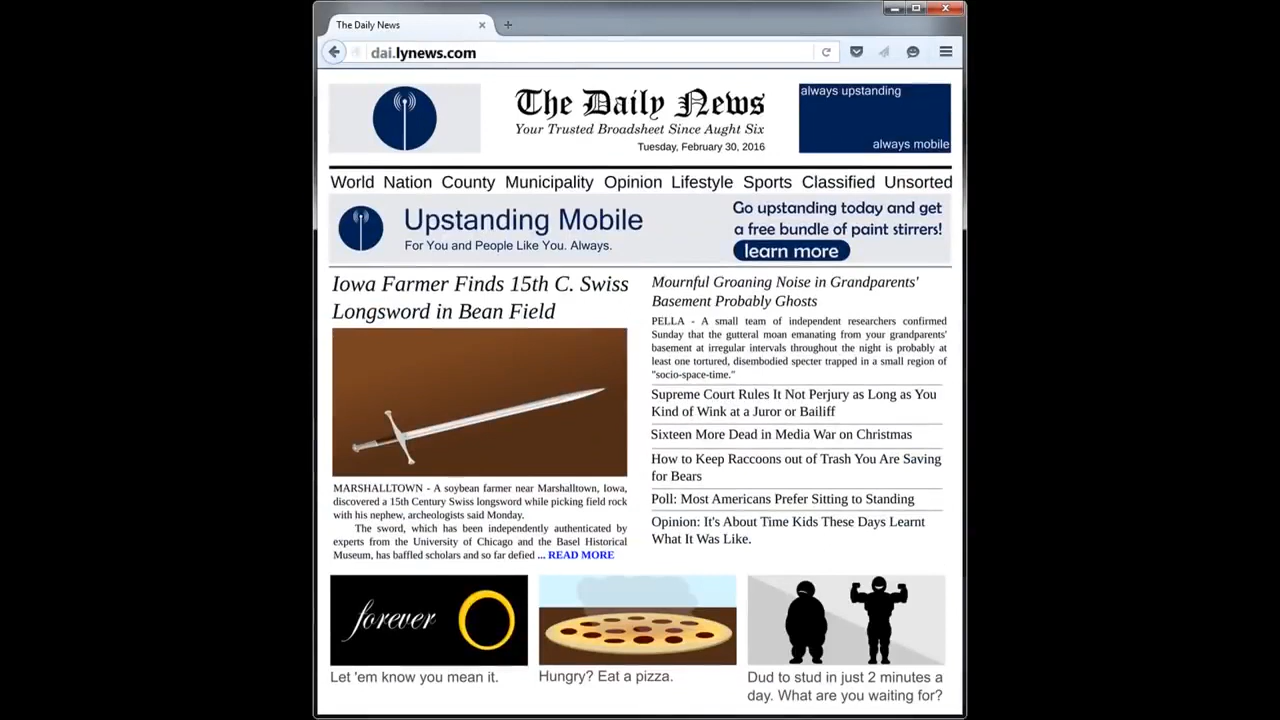 The Daily News
dai.lynews.com
The Daily News
Your Trusted Broadsheet Since Aught Six
Tuesday, February 30, 2016
always upstanding
always mobile
World Nation County Municipality Opinion Lifestyle Sports Classified Unsorted
Upstanding Mobile
For You and People Like You. Always.
Go upstanding today and get
a free bundle of paint stirrers!
learn more
Iowa Farmer Finds 15th C. Swiss
Longsword in Bean Field
MARSHALLTOWN - A soybean farmer near Marshalltown, Iowa,
discovered a 15th Century Swiss longsword while picking field rock
with his nephew, archeologists said Monday.
The sword, which has been independently authenticated by
experts from the University of Chicago and the Basel Historical
Museum, has baffled scholars and so far defied ... READ MORE
Mournful Groaning Noise in Grandparents'
Basement Probably Ghosts
PELLA - A small team of independent researchers confirmed
Sunday that the gutteral moan emanating from your grandparents'
basement at irregular intervals throughout the night is probably at
least one tortured, disembodied specter trapped in a small region of
"socio-space-time."
Supreme Court Rules It Not Perjury as Long as You
Kind of Wink at a Juror or Bailiff
Sixteen More Dead in Media War on Christmas
How to Keep Raccoons out of Trash You Are Saving
for Bears
Poll: Most Americans Prefer Sitting to Standing
Opinion: It's About Time Kids These Days Learnt
What It Was Like.
forever
Let 'em know you mean it.
Hungry? Eat a pizza.
Dud to stud in just 2 minutes a
day. What are you waiting for?